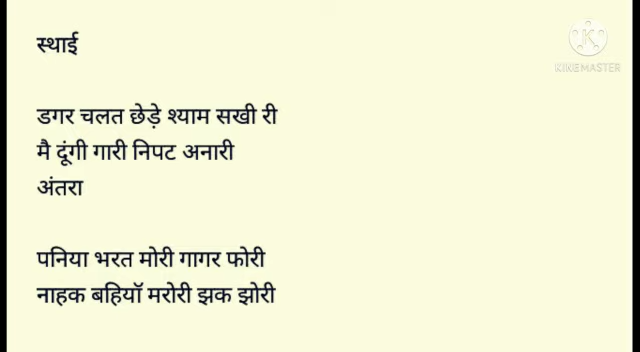 स्थाई
KINEMASTER
डगर चलत छेड़े श्याम सखी री
मै दूंगी गारी निपट अनारी
अंतरा
पनिया भरत मोरी गागर फोरी
नाहक बहियाॅ मरोरी झक झोरी